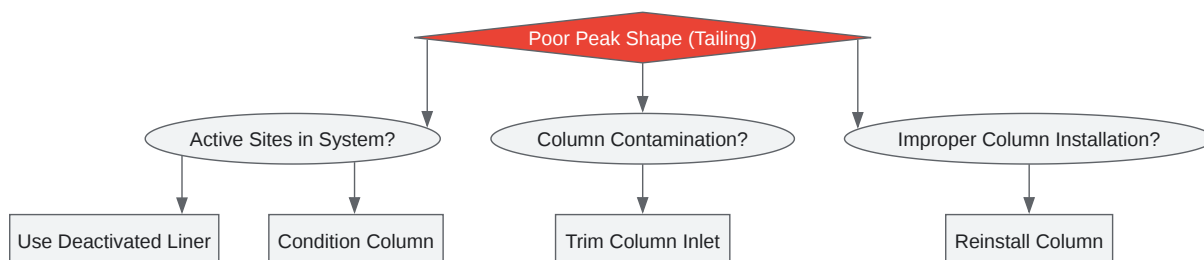 Poor Peak Shape (Tailing)
Active Sites in System?
Column Contamination?
Improper Column Installation?
Use Deactivated Liner
Condition Column
Trim Column Inlet
Reinstall Column